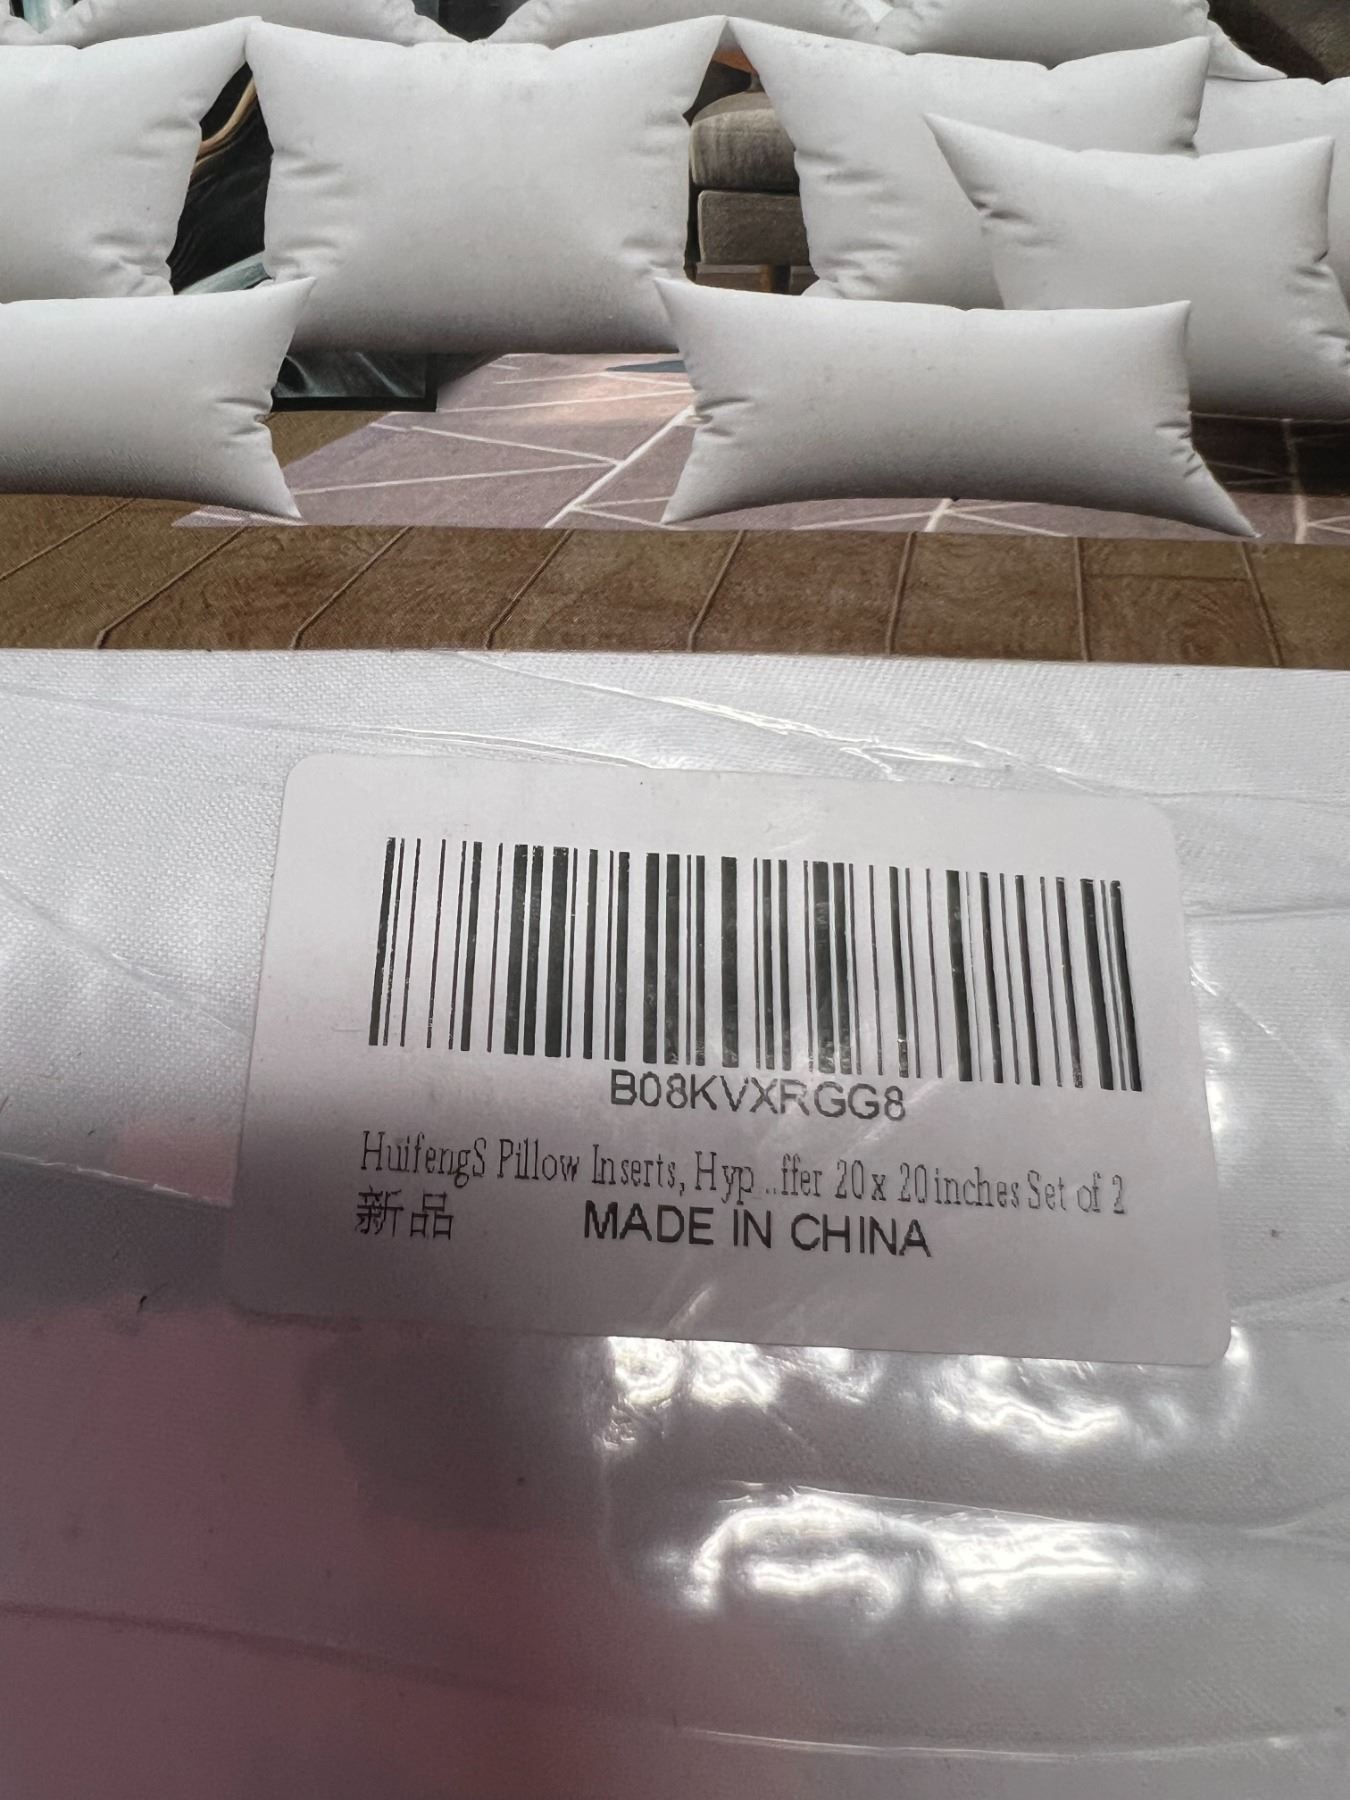 B08KVXRGG8
HuifengS Pillow Inserts, Hyp...ffer 20 x 20 inches Set of 2
新品
MADE IN CHINA